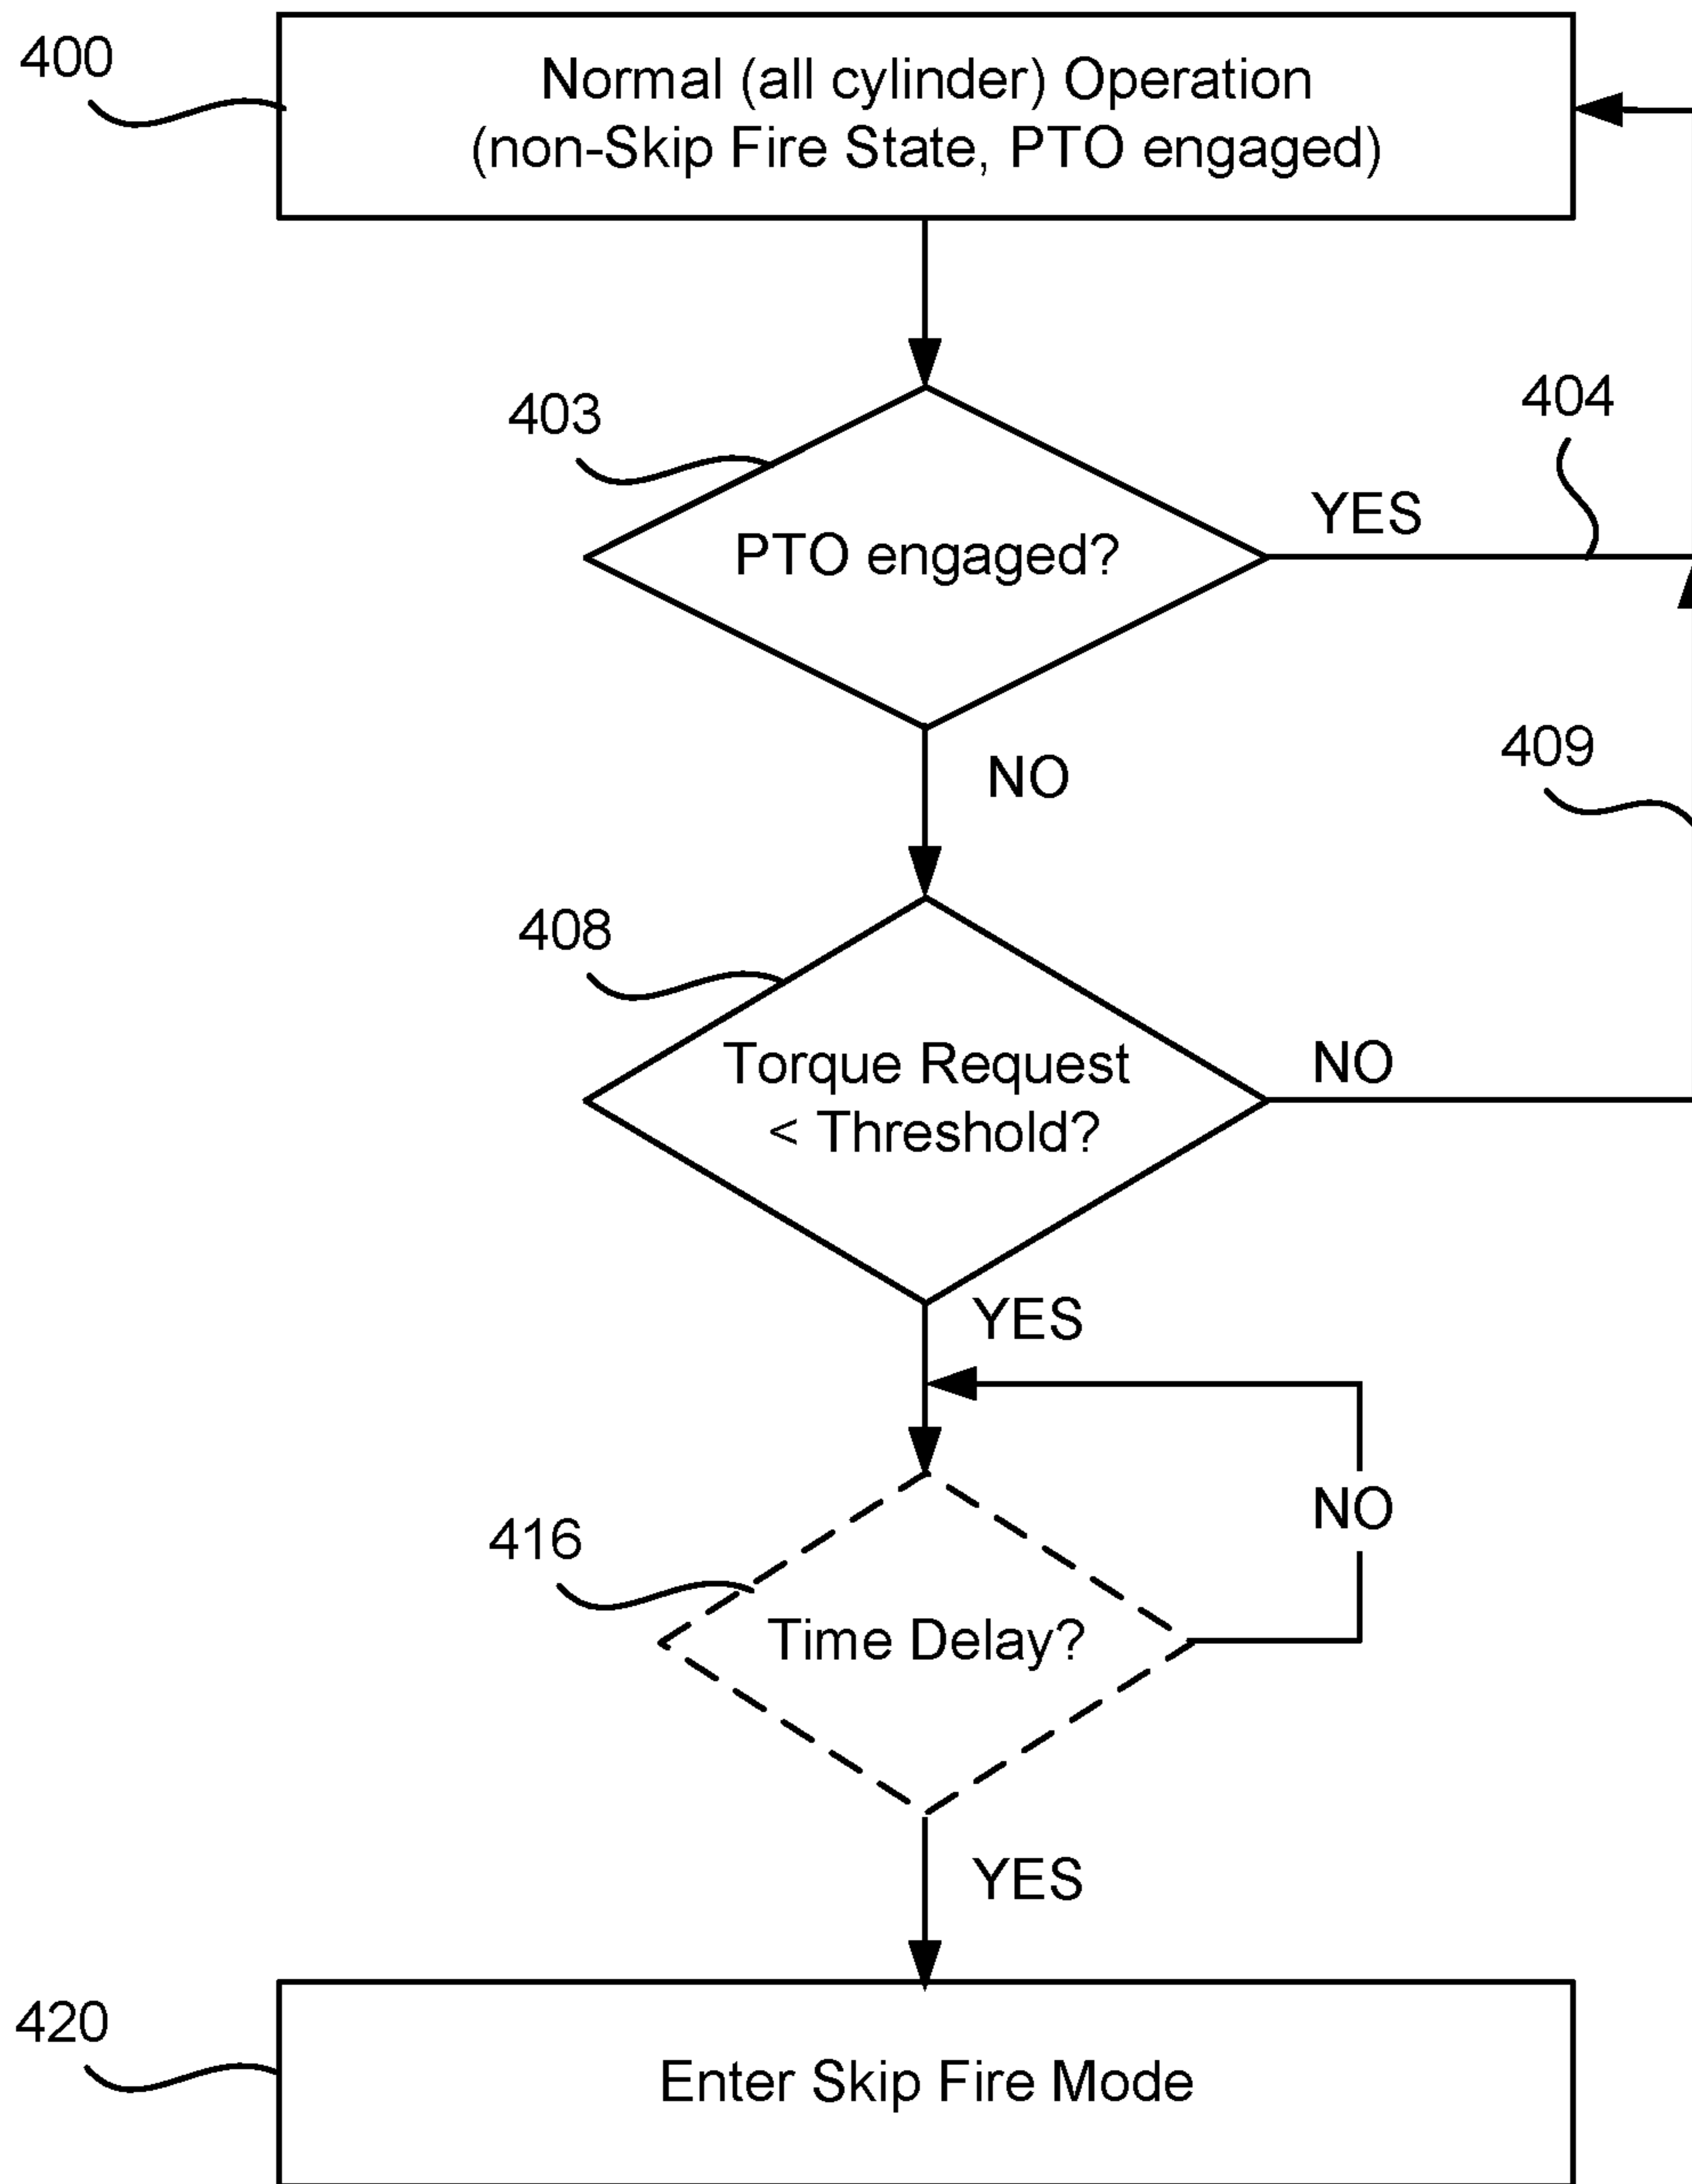 400
Normal (all cylinder) Operation
(non-Skip Fire State, PTO engaged)
403
404
YES
PTO engaged?
NO
409
408
Torque Request
< Threshold?
NO
YES
NO
416
Time Delay?
YES
420
Enter Skip Fire Mode